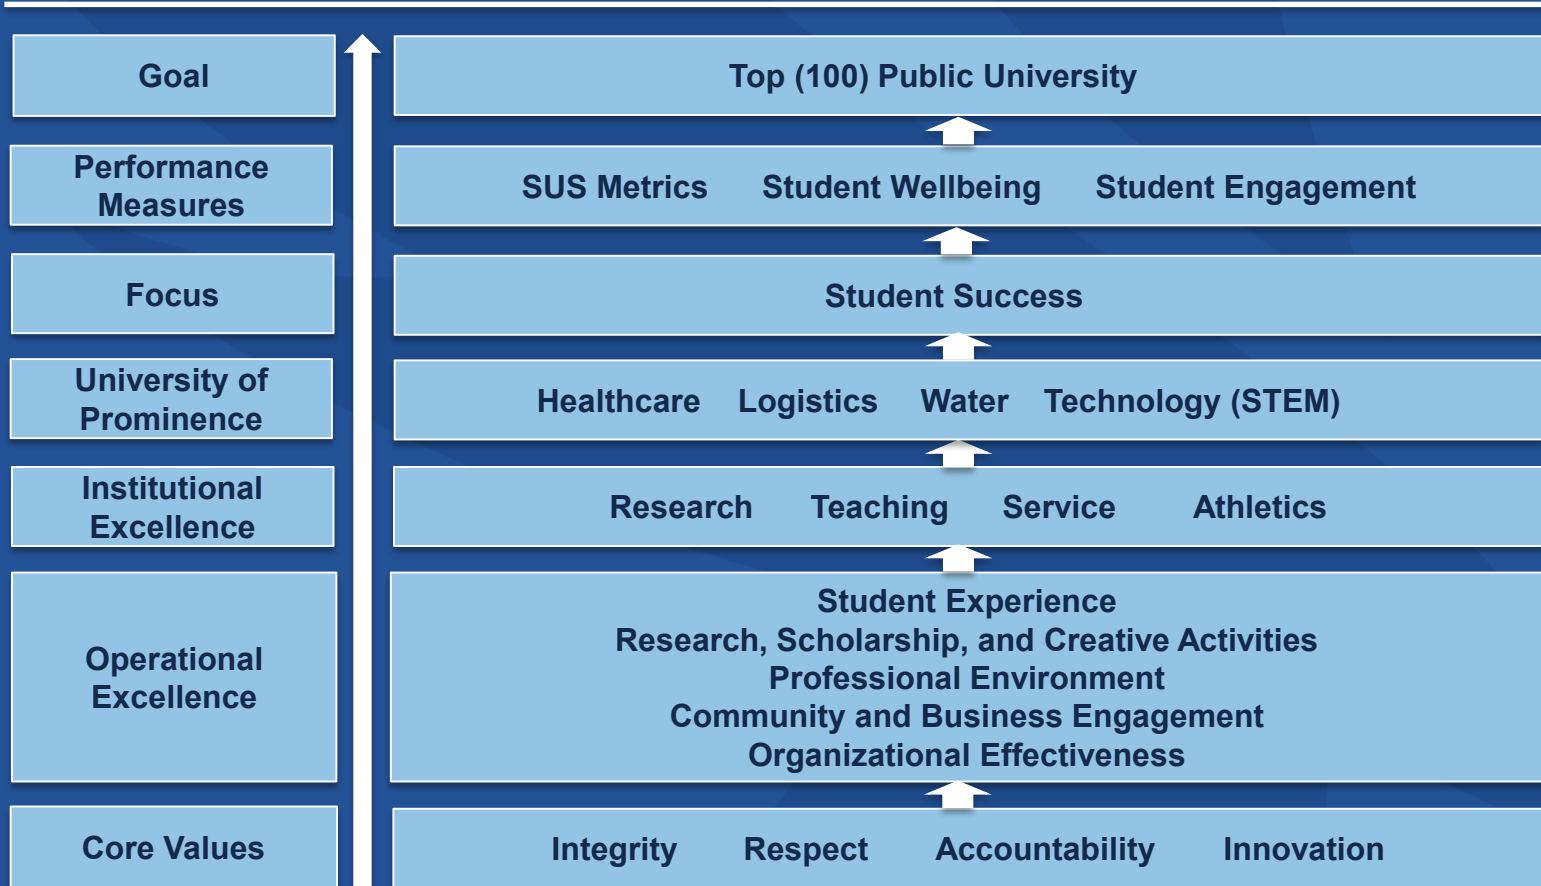 Goal
Top (100) Public University
Performance
Measures
SUS Metrics Student Wellbeing Student Engagement
Focus
Student Success
University of
Prominence
Healthcare Logistics Water Technology (STEM)
Institutional
Excellence
Research Teaching Service Athletics
Operational
Excellence
Student Experience
Research, Scholarship, and Creative Activities
Professional Environment
Community and Business Engagement
Organizational Effectiveness
Core Values
Integrity Respect Accountability Innovation